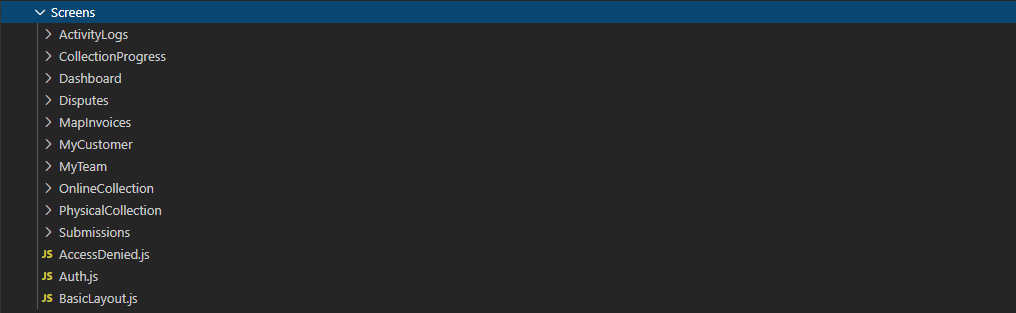 Screens
ActivityLogs
CollectionProgress
Dashboard
Disputes
MapInvoices
MyCustomer
MyTeam
OnlineCollection
PhysicalCollection
Submissions
JS AccessDenied.js
JS Auth.js
JS BasicLayout.js